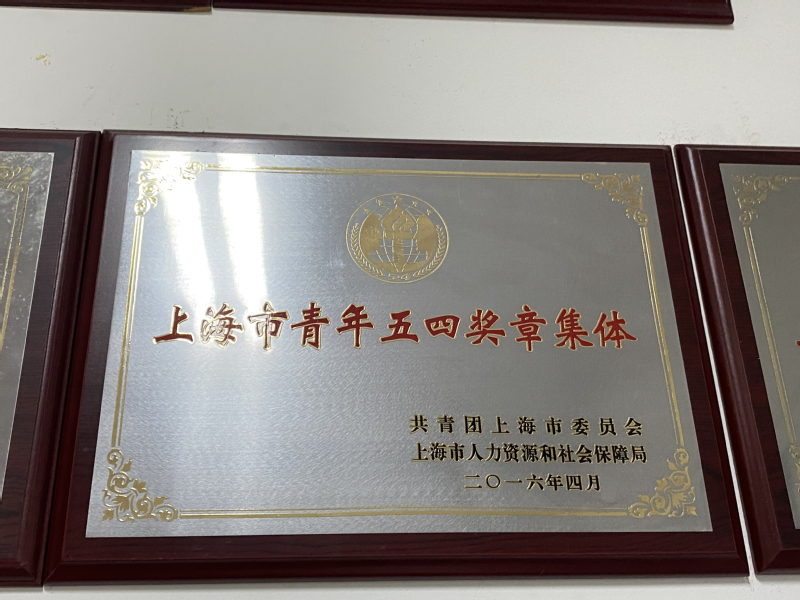 上海市青年五四奖章集体
共青团上海市委员会
上海市人力资源和社会保障局
二〇一六年四月